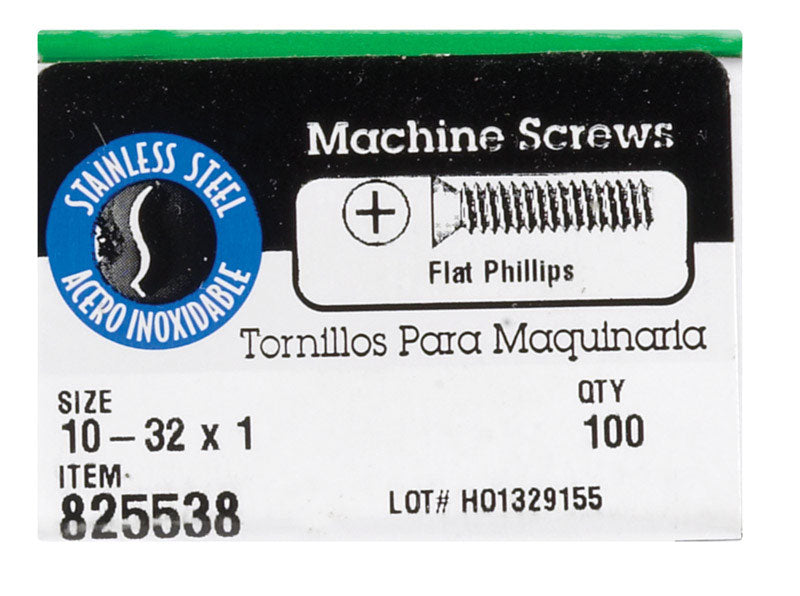 Machine Screws
STAINLESS STEEL
ACERO INOXIDABLE
Flat Phillips
Tornillos Para Maquinaria
SIZE
10-32 x 1
QTY
100
ITEM
825538
LOT# H01329155